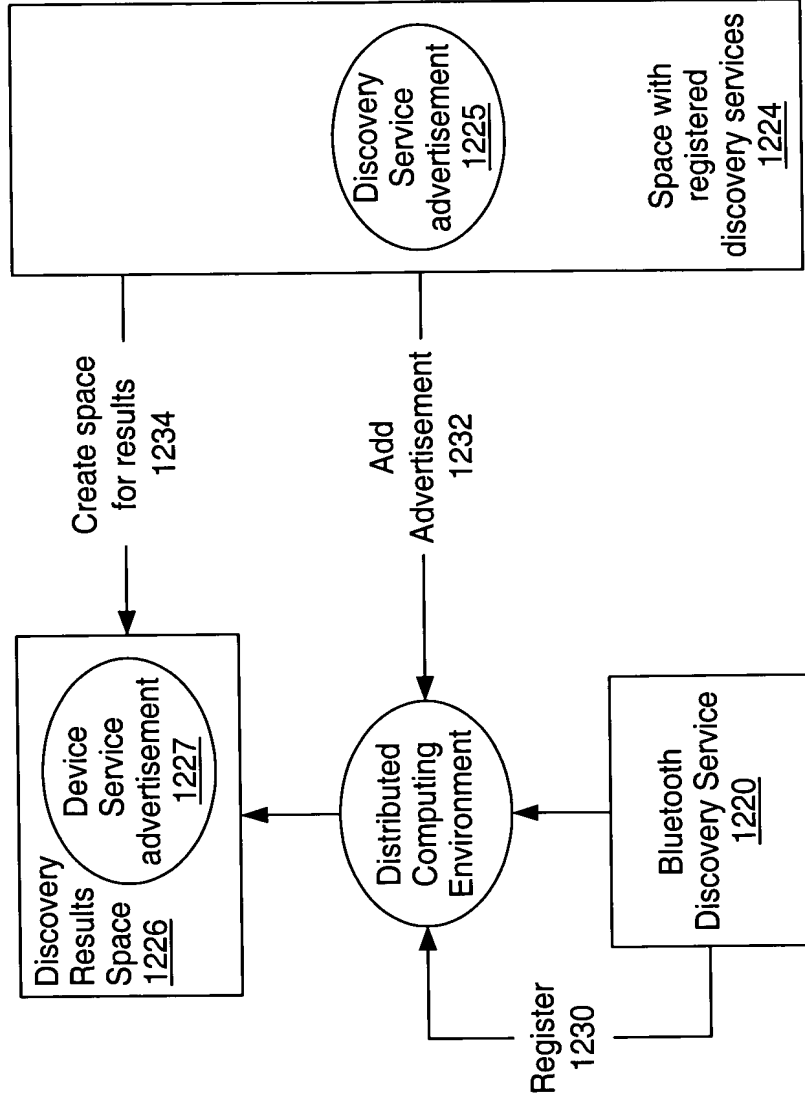 Discovery
Results
Space
1226
Device
Service
advertisement
1227
Create space
for results
1234
Discovery
Service
advertisement
1225
Distributed
Computing
Environment
Add
Advertisement
1232
Register
1230
Bluetooth
Discovery Service
1220
Space with
registered
discovery services
1224